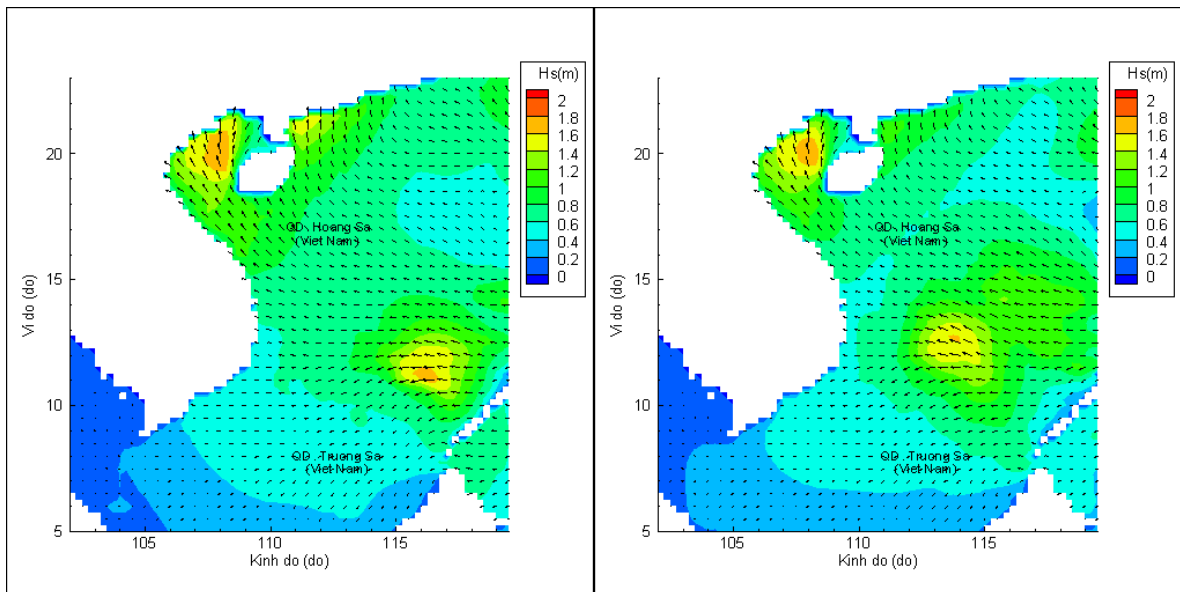 Hs(m)
2
1.8
1.6
1.4
1.2
1
0.8
0.6
0.4
0.2
0
20
15
10
5
Vi do (do)
QD . Hoang Sa
(Viet Nam)
QD . Truong Sa
(Viet Nam)
105
110
115
Kinh do (do)
Hs(m)
2
1.8
1.6
1.4
1.2
1
0.8
0.6
0.4
0.2
0
20
15
10
5
Vi do (do)
QD . Hoang Sa
(Viet Nam)
QD . Truong Sa
(Viet Nam)
105
110
115
Kinh do (do)